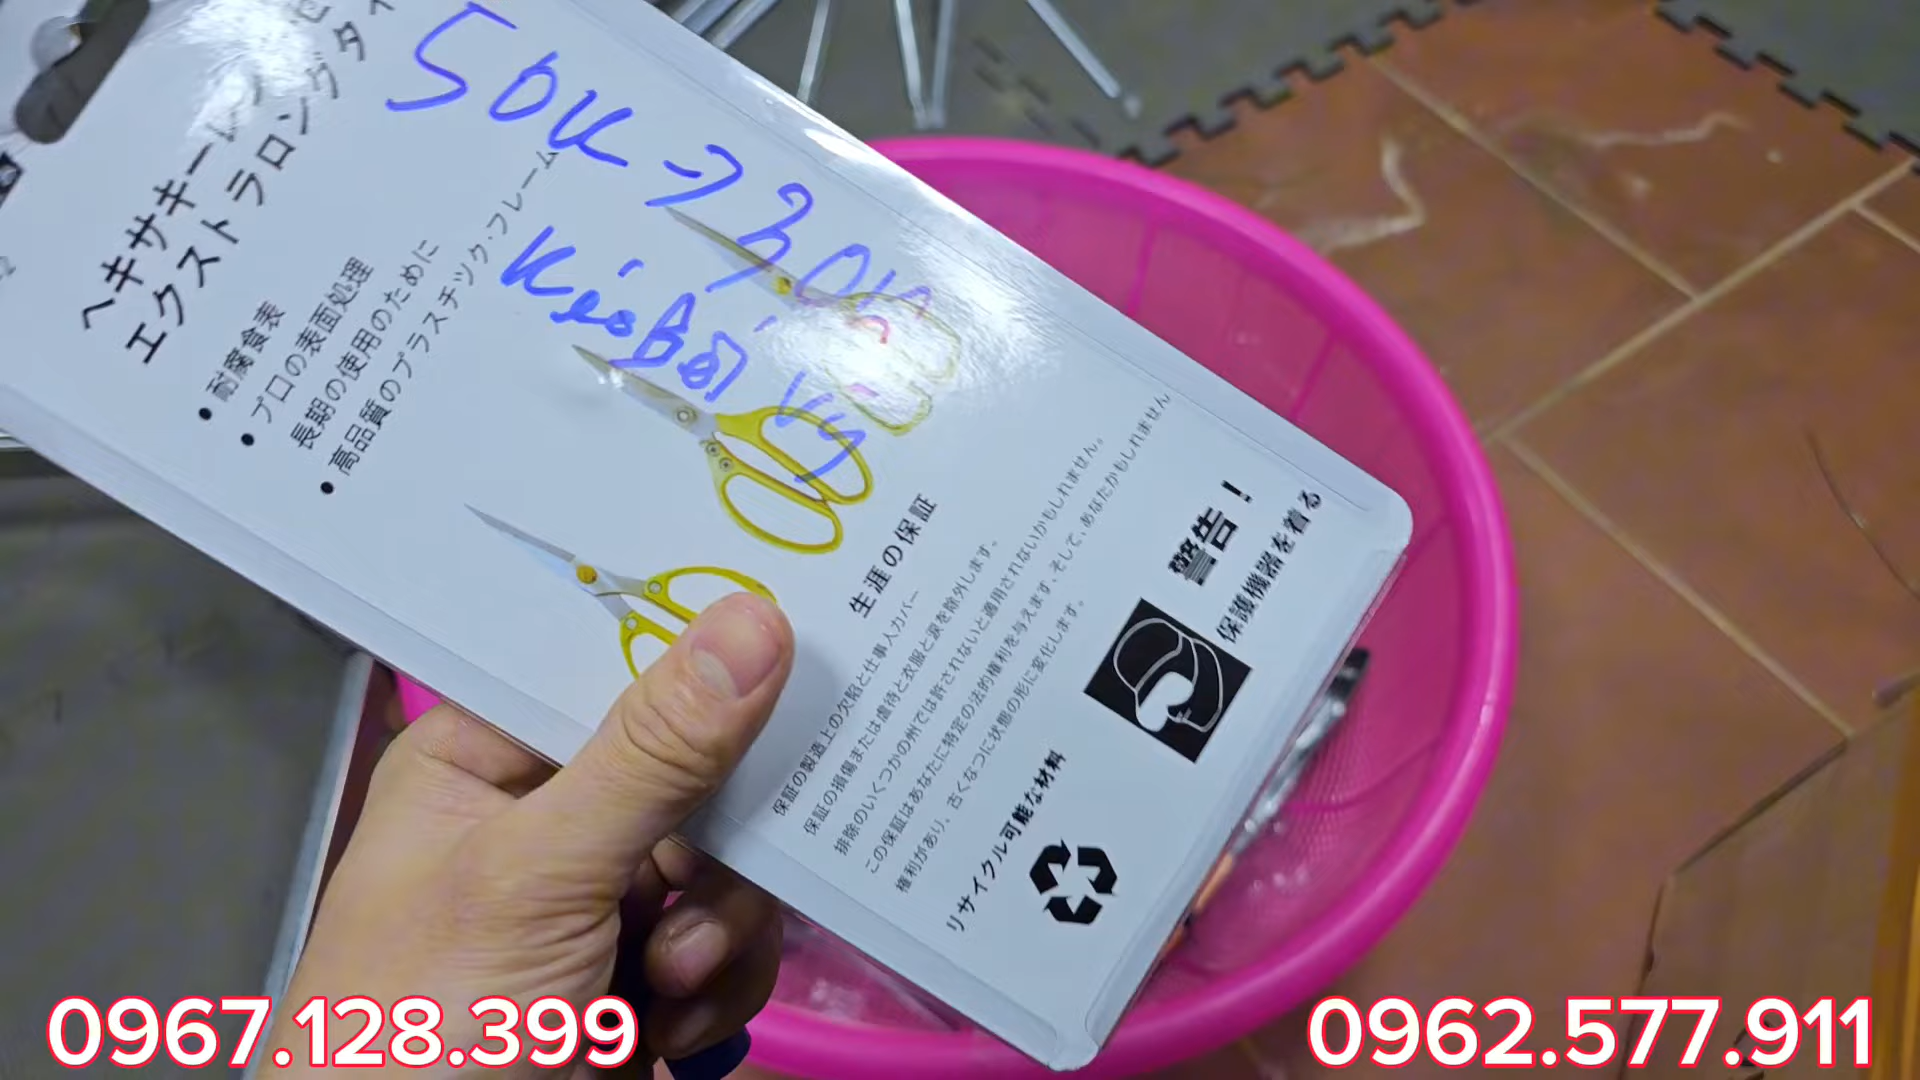 50K → 30K
Kéo Bối Vy
ヘキサキームーンセ
エクストラロングタイ
• 耐腐食表
• プロの表面処理
長期の使用のために
• 高品質のプラスチック・フレーム
生涯の保証
保証の製造上の欠陥と仕事人カバー
保証の損傷または虐待と衣服と涙を除外します。
排除のいくつかの州では許されないと適用されないかもしれません。
この保証はあなたに特定の法的権利を与えます、そして、あなたかもしれません
権利があり、古くなつに状態の形に変化します。
警告！
保護機器を着る
リサイクル可能な材料
0967.128.399
0962.577.911